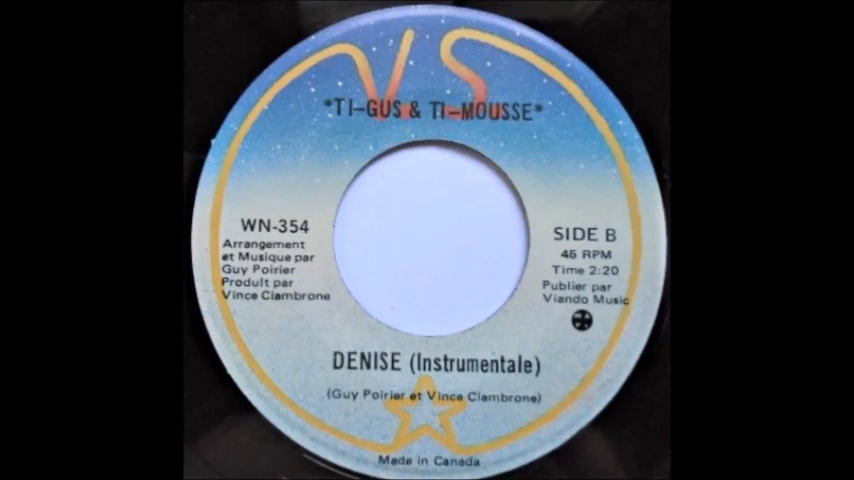 VS
*TI-GUS & TI-MOUSSE*
WN-354
Arrangement
et Musique par
Guy Poirier
Produit par
Vince Ciambrone
SIDE B
45 RPM
Time 2:20
Publier par
Viando Music
DENISE (Instrumentale)
(Guy Poirier et Vince Ciambrone)
Made in Canada